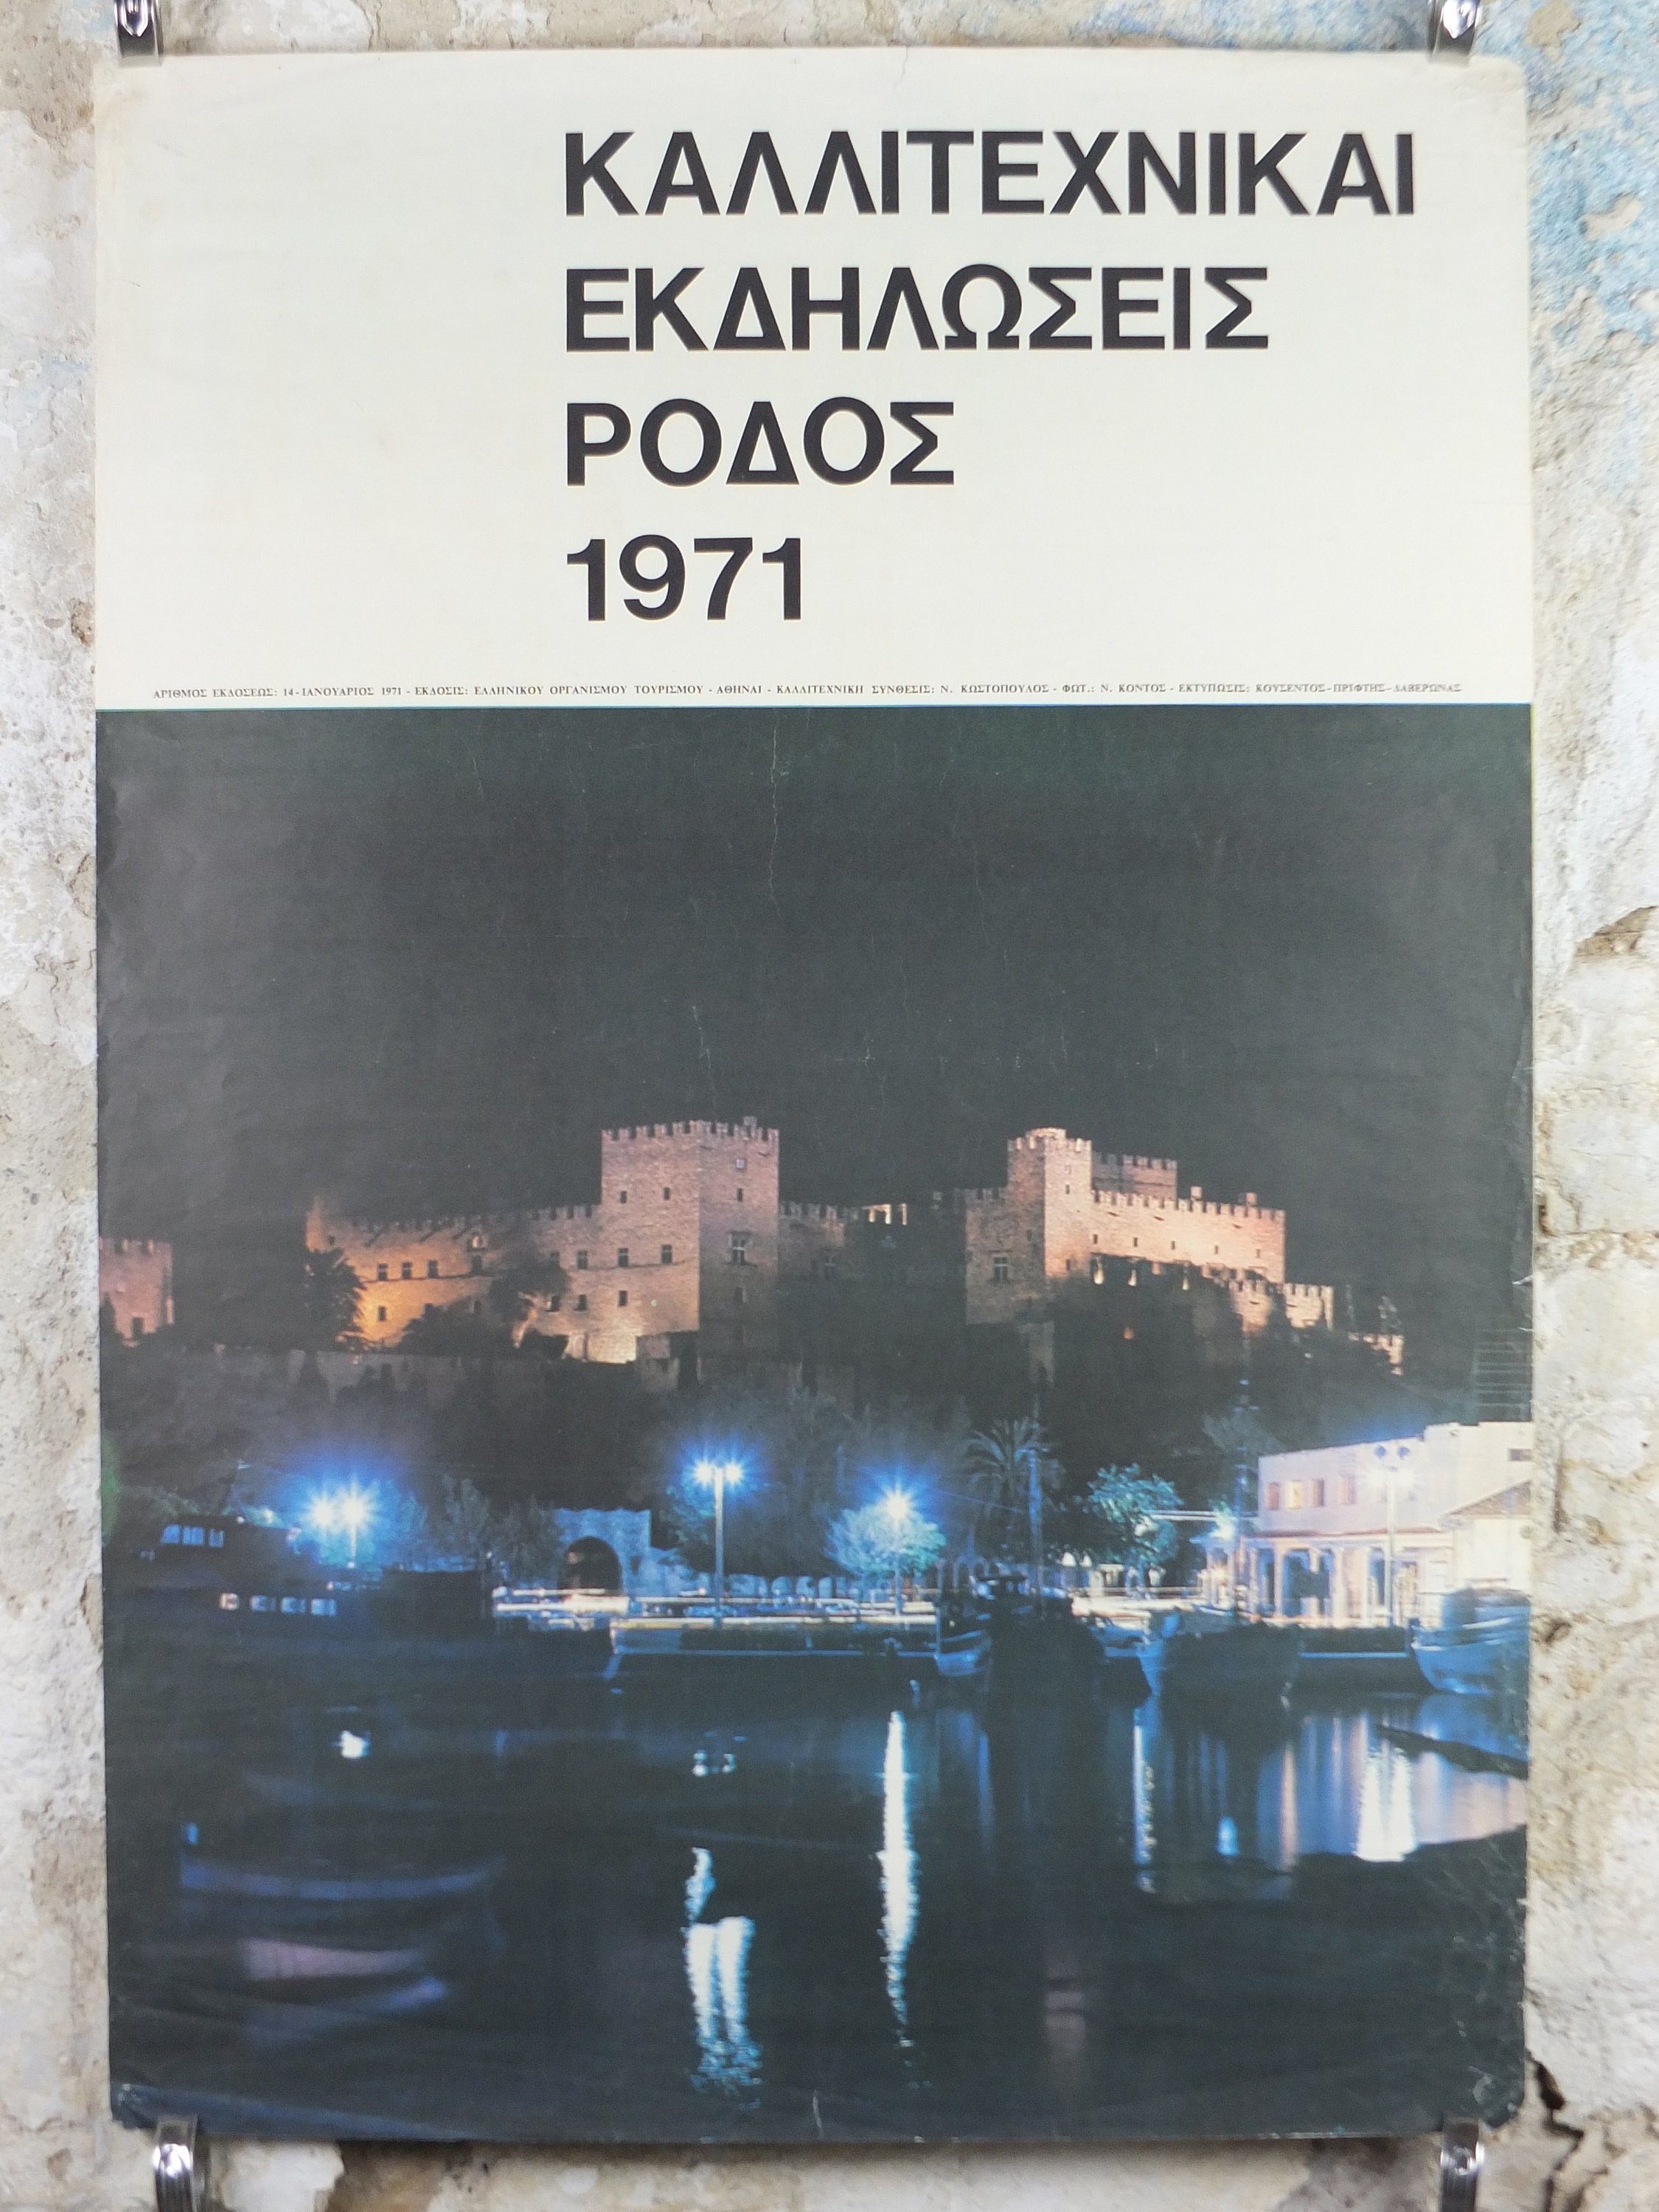 ΚΑΛΛΙΤΕΧΝΙΚΑΙ
ΕΚΔΗΛΩΣΕΙΣ
ΡΟΔΟΣ
1971
ΑΡΙΘΜΟΣ ΕΚΔΟΣΕΩΣ: 14 - ΙΑΝΟΥΑΡΙΟΣ 1971 - ΕΚΔΟΣΙΣ: ΕΛΛΗΝΙΚΟΥ ΟΡΓΑΝΙΣΜΟΥ ΤΟΥΡΙΣΜΟΥ - ΑΘΗΝΑΙ - ΚΑΛΛΙΤΕΧΝΙΚΗ ΣΥΝΘΕΣΙΣ: Ν. ΚΩΣΤΟΠΟΥΛΟΣ - ΦΩΤ.: Ν. ΚΟΝΤΟΣ - ΕΚΤΥΠΩΣΙΣ: ΚΟΥΣΕΝΤΟΣ-ΠΡΙΦΤΗΣ-ΔΑΒΕΡΩΝΑΣ